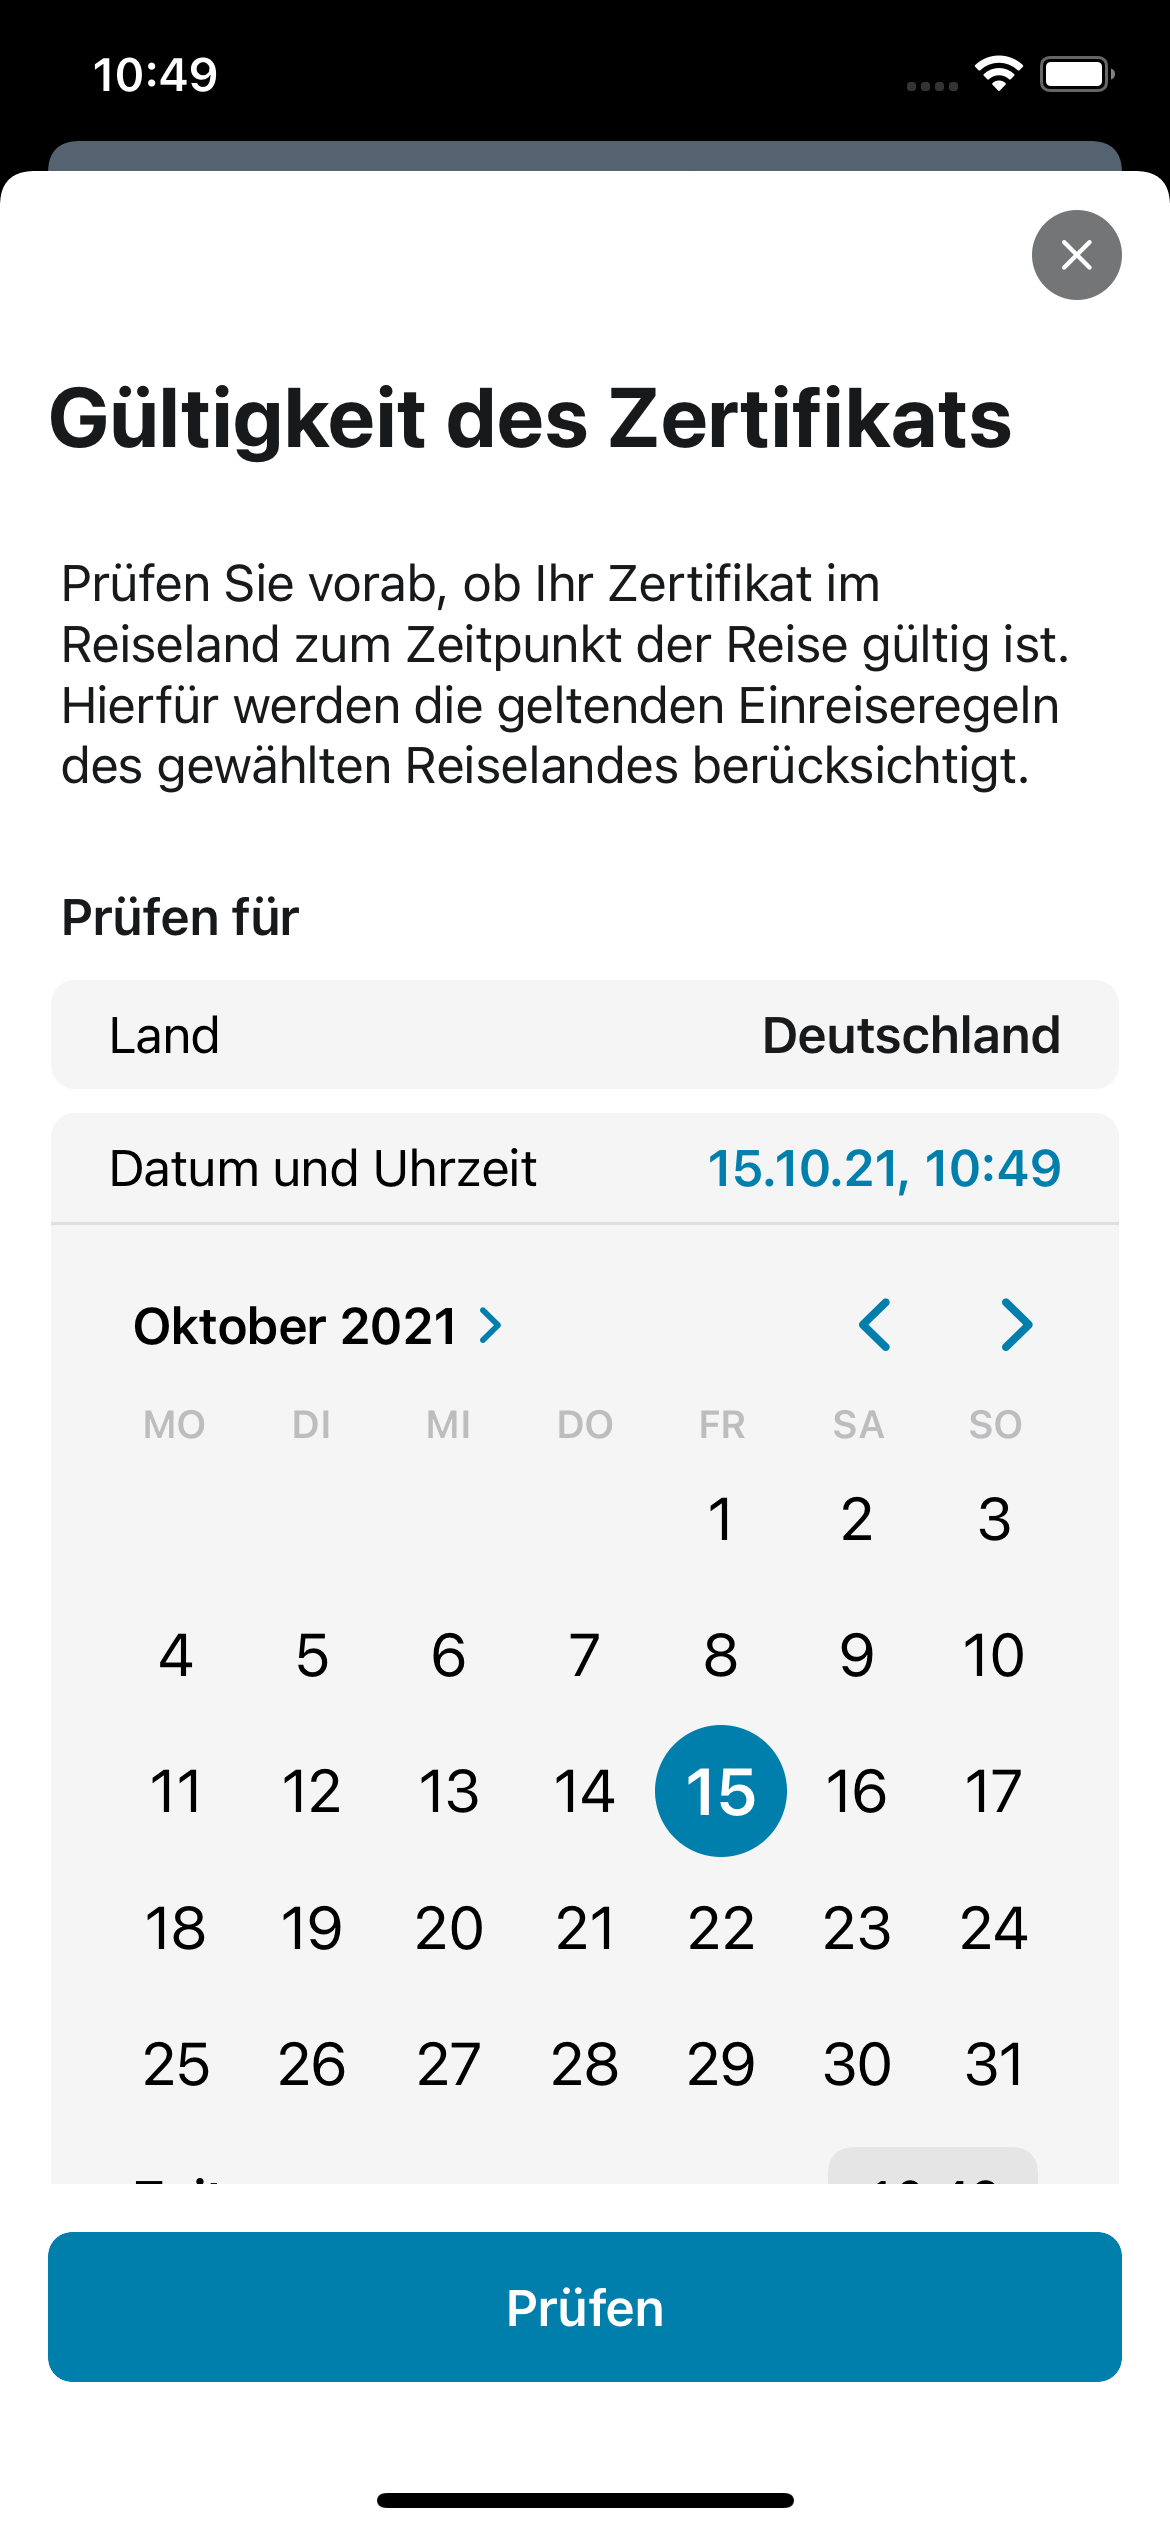 10:49
Gültigkeit des Zertifikats
Prüfen Sie vorab, ob Ihr Zertifikat im
Reiseland zum Zeitpunkt der Reise gültig ist.
Hierfür werden die geltenden Einreiseregeln
des gewählten Reiselandes berücksichtigt.
Prüfen für
Land Deutschland
Datum und Uhrzeit 15.10.21, 10:49
Oktober 2021
MO DI MI DO FR SA SO
1 2 3
4 5 6 7 8 9 10
11 12 13 14 15 16 17
18 19 20 21 22 23 24
25 26 27 28 29 30 31
Prüfen